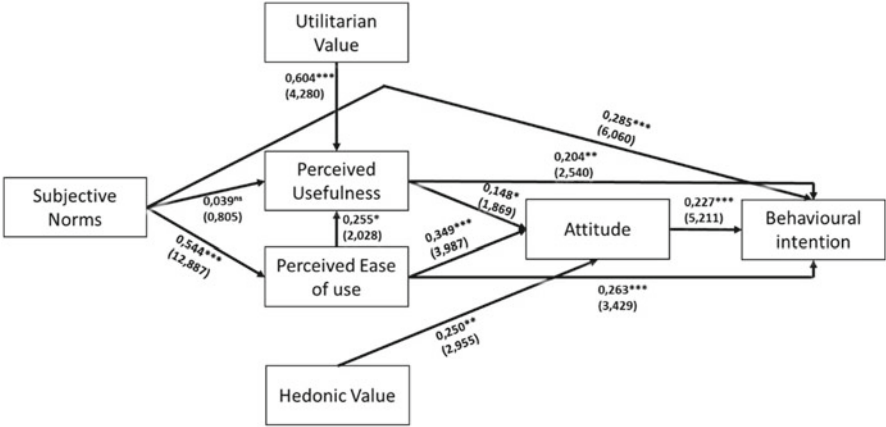 Utilitarian
Value
0,604***
(4,280)
0,285***
(6,060)
0,204**
(2,540)
Perceived
Usefulness
Subjective
Norms
0,039ns
(0,805)
0,148*
(1,869)
0,227***
(5,211)
Behavioural
intention
Attitude
0,255*
(2,028)
0,349***
(3,987)
0,544***
(12,887)
Perceived Ease
of use
0,263***
(3,429)
0,250**
(2,955)
Hedonic Value